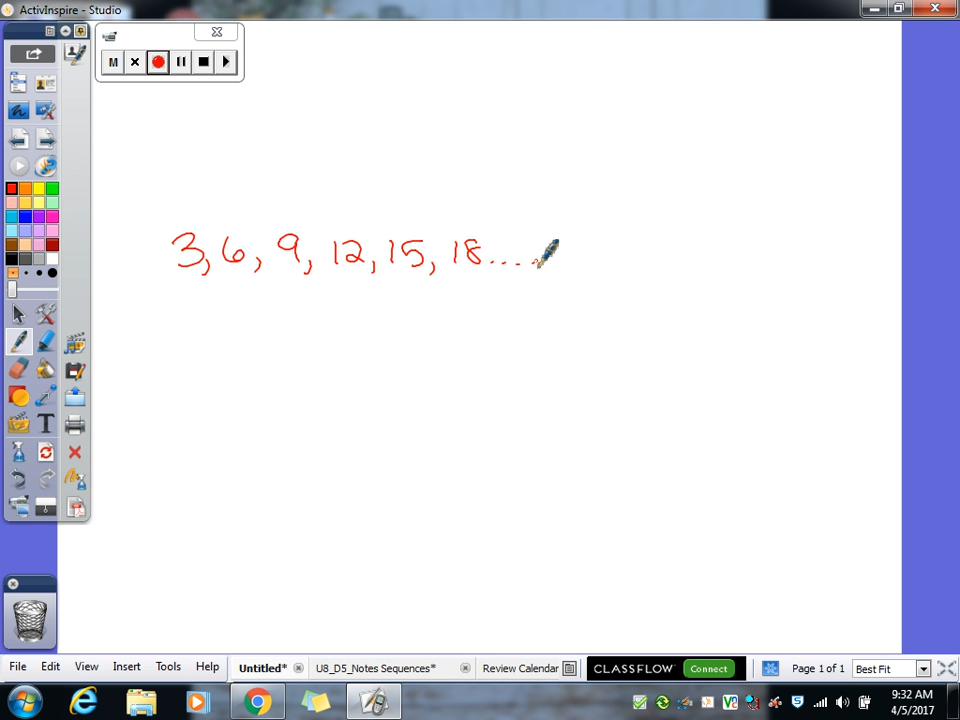 ActivInspire - Studio
M
3, 6, 9, 12, 15, 18.....
File Edit View Insert Tools Help Untitled* U8_D5_Notes Sequences* Review Calendar CLASSFLOW Connect Page 1 of 1 Best Fit
9:32 AM
4/5/2017